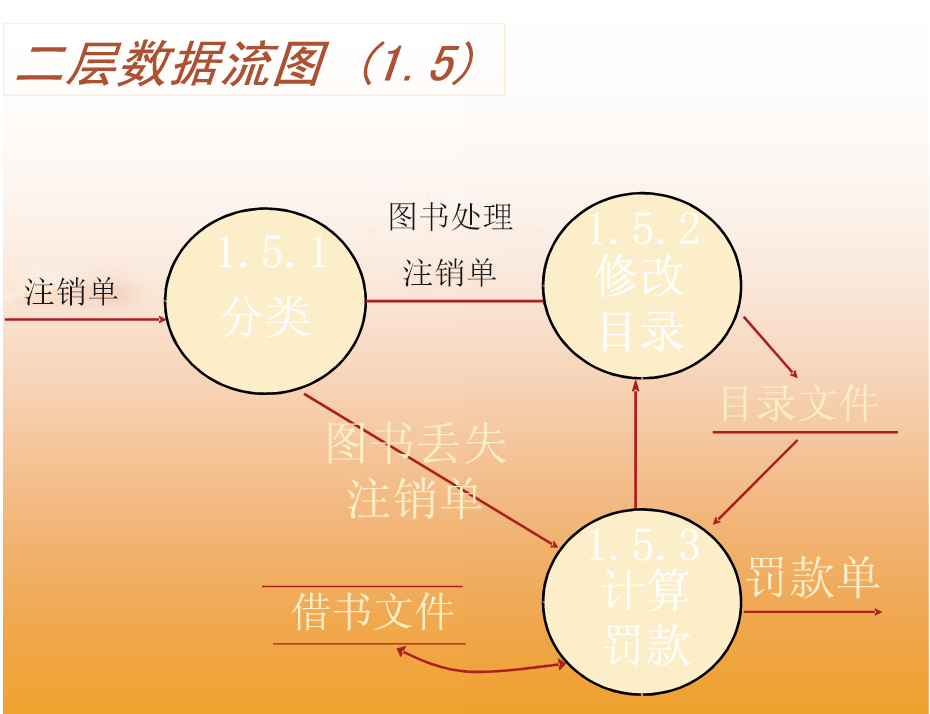 二层数据流图 (1.5)
图书处理
注销单
注销单
1.5.1
分类
1.5.2
修改
目录
目录文件
图书丢失
注销单
1.5.3
计算
罚款
罚款单
借书文件